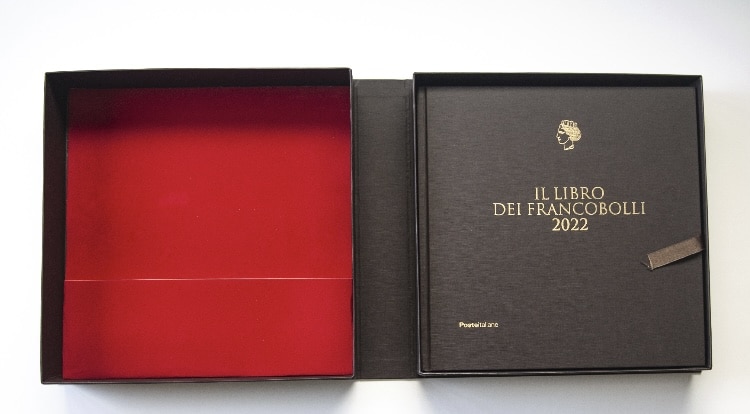 IL LIBRO
DEI FRANCOBOLLI
2022
Posteitaliane